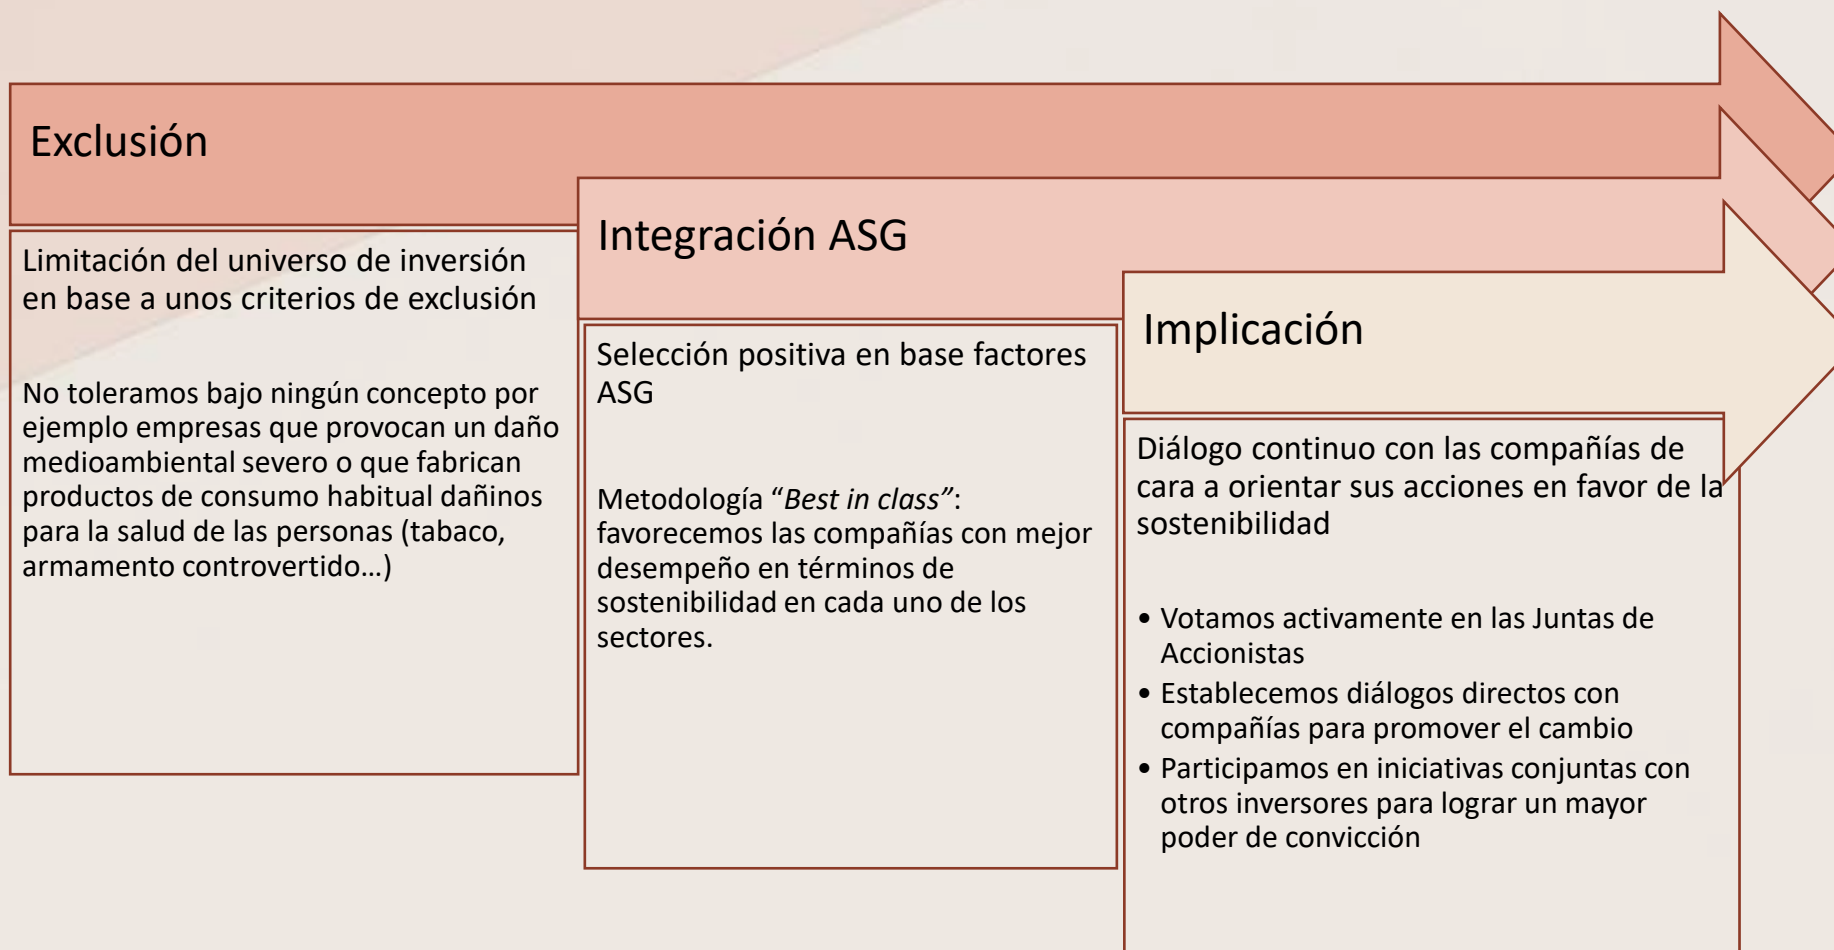 Exclusión
Limitación del universo de inversión
en base a unos criterios de exclusión
No toleramos bajo ningún concepto por
ejemplo empresas que provocan un daño
medioambiental severo o que fabrican
productos de consumo habitual dañinos
para la salud de las personas (tabaco,
armamento controvertido…)
Integración ASG
Selección positiva en base factores
ASG
Metodología “Best in class”:
favorecemos las compañías con mejor
desempeño en términos de
sostenibilidad en cada uno de los
sectores.
Implicación
Diálogo continuo con las compañías de
cara a orientar sus acciones en favor de la
sostenibilidad
• Votamos activamente en las Juntas de
Accionistas
• Establecemos diálogos directos con
compañías para promover el cambio
• Participamos en iniciativas conjuntas con
otros inversores para lograr un mayor
poder de convicción